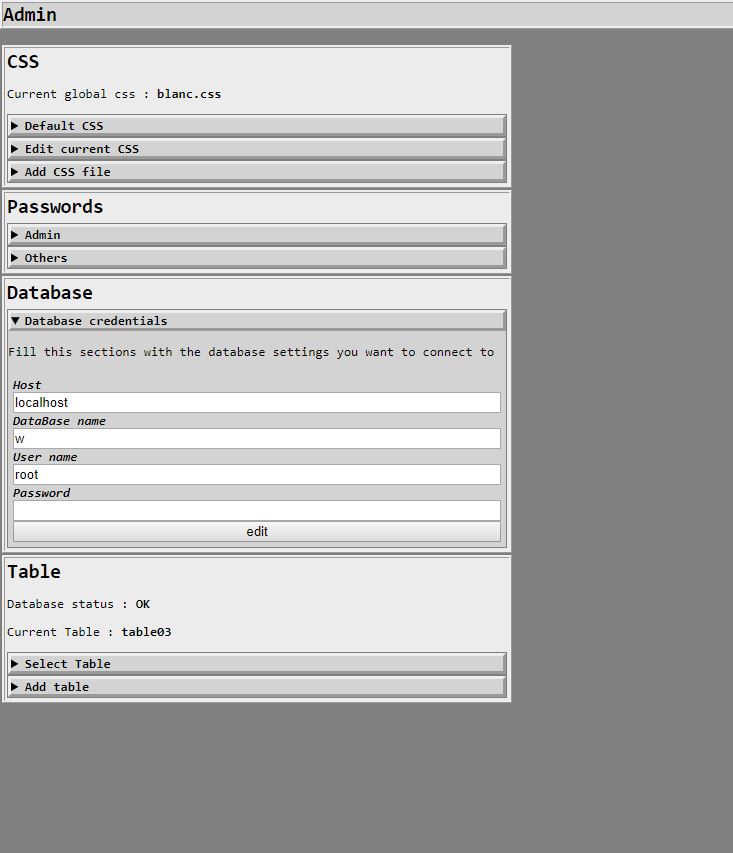 Admin
CSS
Current global css : blanc.css
Default CSS
Edit current CSS
Add CSS file
Passwords
Admin
Others
Database
Database credentials
Fill this sections with the database settings you want to connect to
Host
localhost
DataBase name
w
User name
root
Password
edit
Table
Database status : OK
Current Table : table03
Select Table
Add table